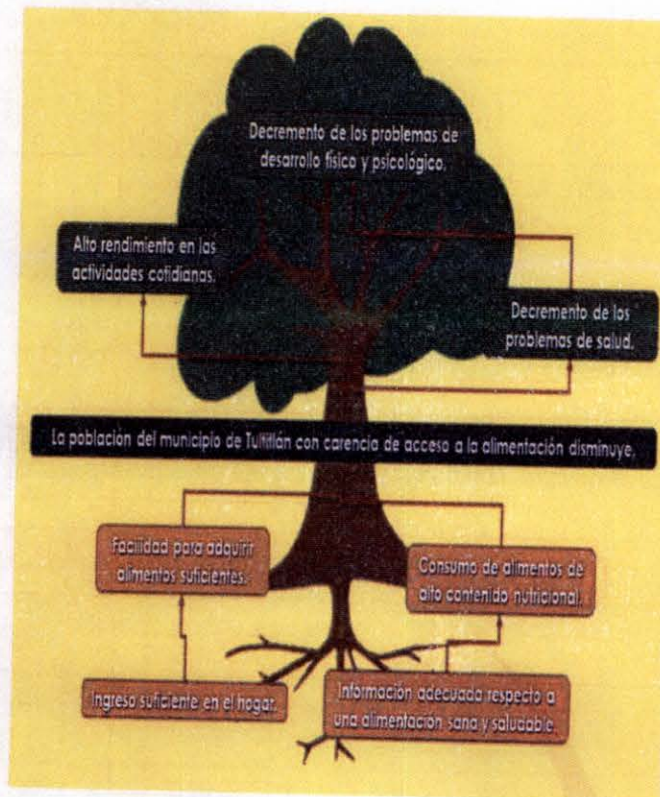 Decremento de los problemas de
desarrollo físico y psicológico.
Alto rendimiento en las
actividades cotidianas.
Decremento de los
problemas de salud.
La población del municipio de Tultitlán con carencia de acceso a la alimentación disminuye.
Facilidad para adquirir
alimentos suficientes.
Consumo de alimentos de
alto contenido nutricional.
Ingreso suficiente en el hogar.
Información adecuada respecto a
una alimentación sana y saludable.